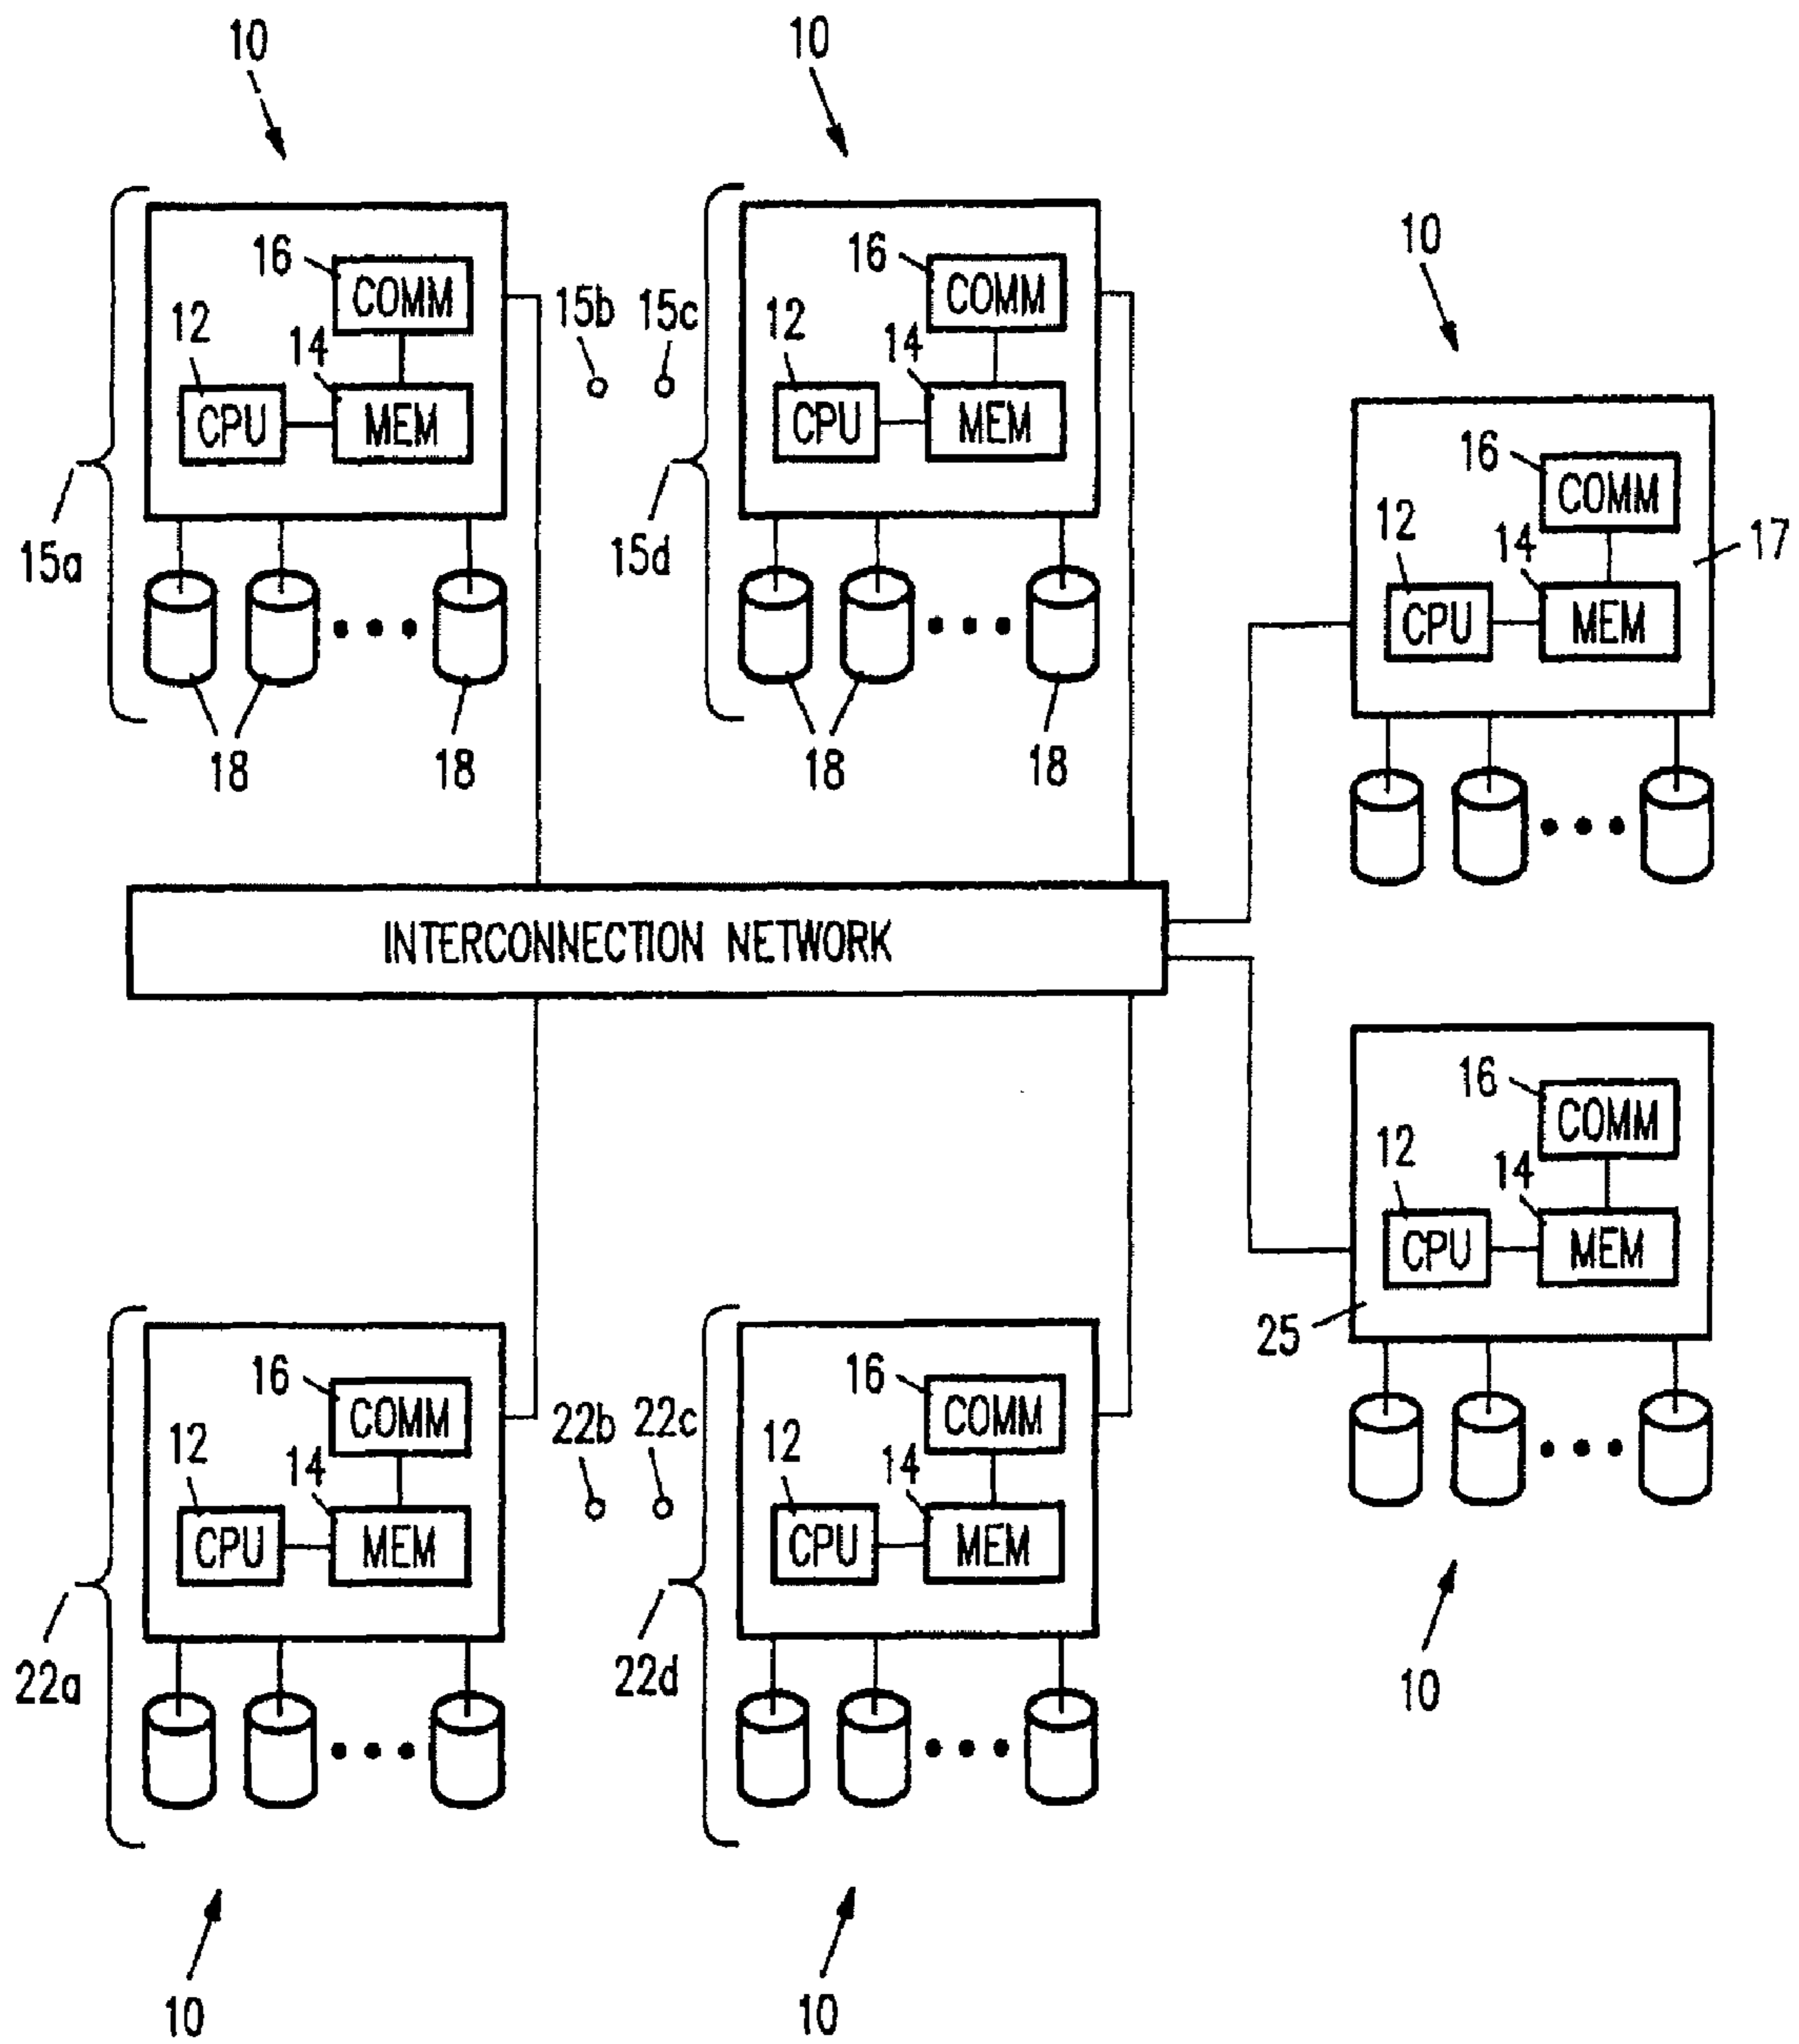 10
10
16
COMM
12
14
CPU
MEM
15a
18
18
15b
15c
16
COMM
12
14
CPU
MEM
15d
18
18
10
16
COMM
12
14
CPU
MEM
17
INTERCONNECTION NETWORK
16
COMM
12
14
CPU
MEM
25
10
16
COMM
12
14
CPU
MEM
22a
22b
22c
16
COMM
12
14
CPU
MEM
22d
10
10